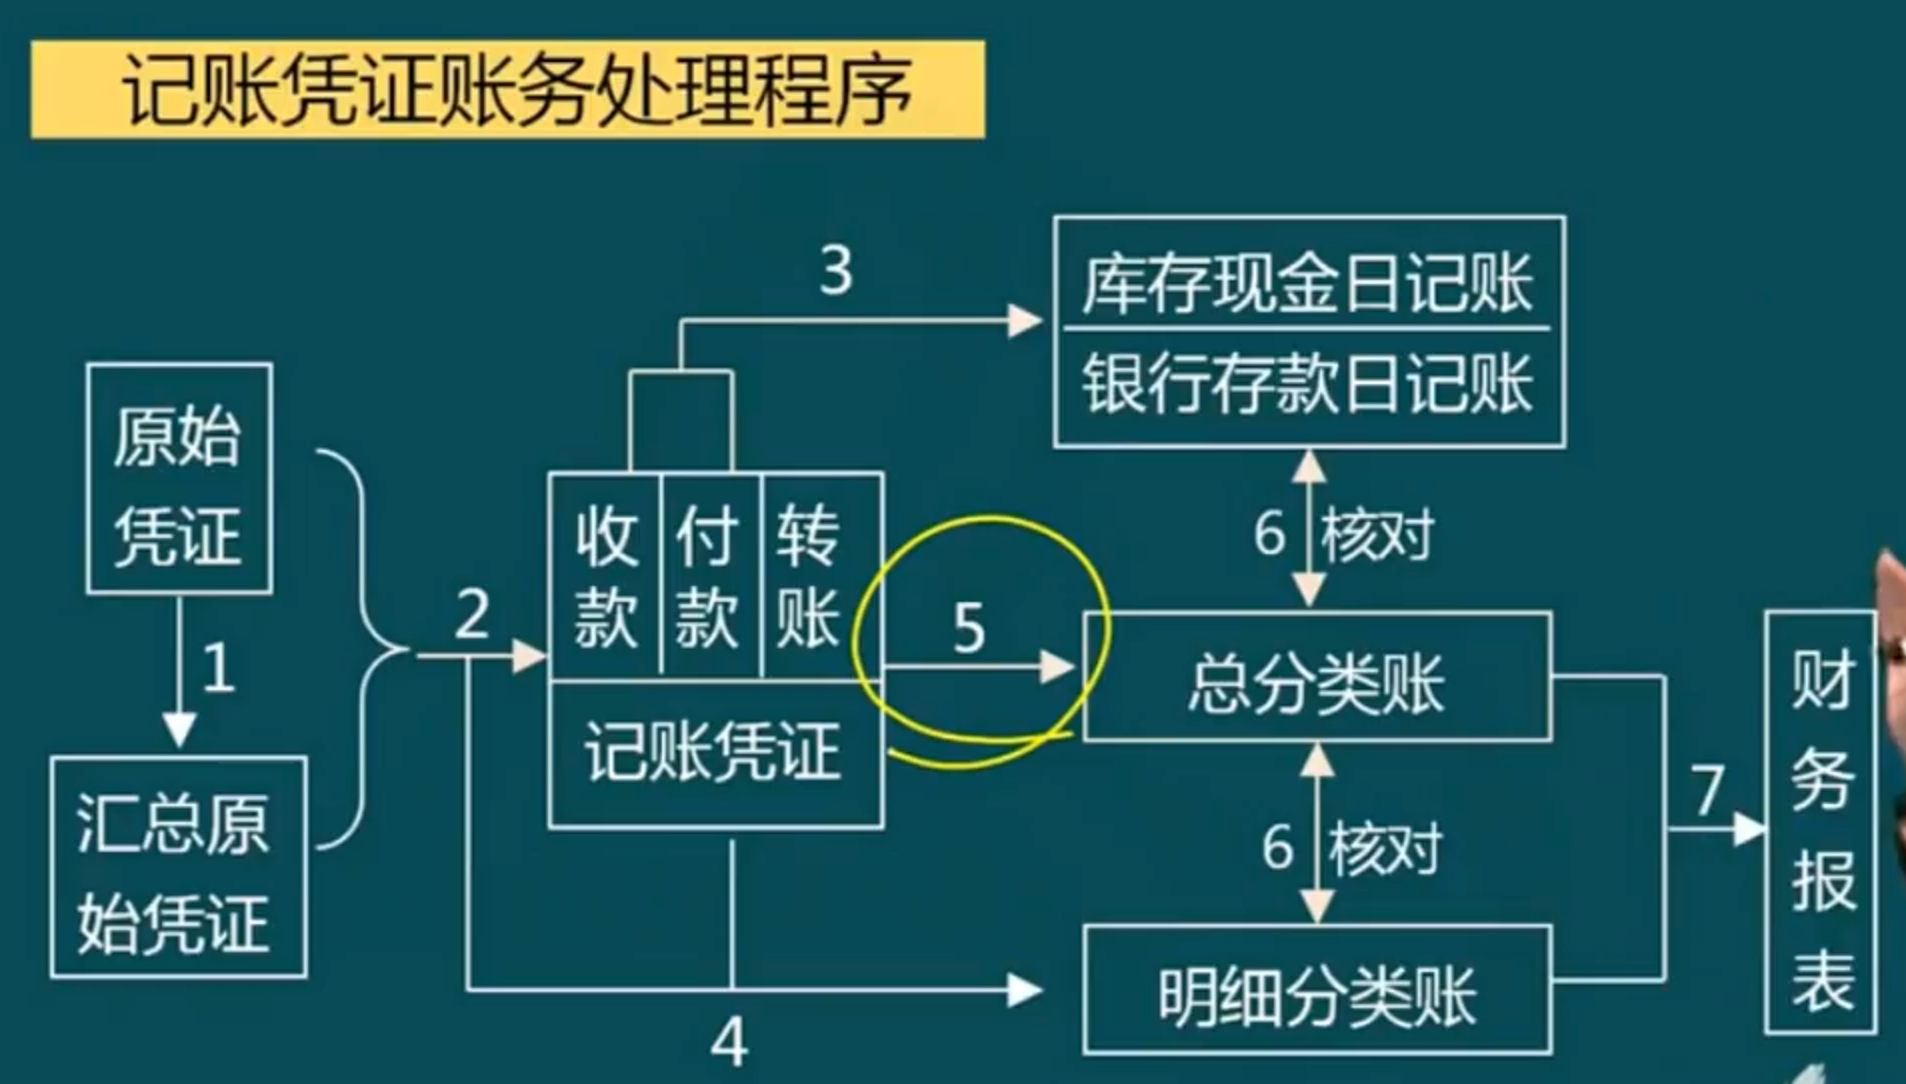 记账凭证账务处理程序
3
库存现金日记账
银行存款日记账
原始
凭证
1
汇总原
始凭证
2
收款
付款
转账
记账凭证
5
6 核对
总分类账
6 核对
明细分类账
4
7
财务报表